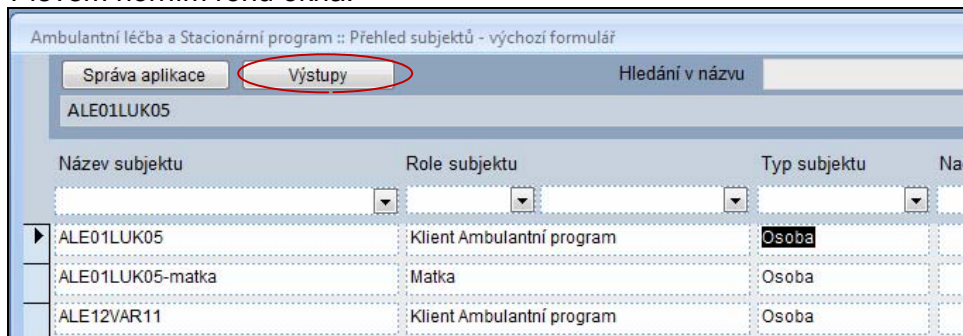 Ambulantní léčba a Stacionární program :: Přehled subjektů - výchozí formulář
Správa aplikace Výstupy Hledání v názvu
ALE01LUK05
Název subjektu Role subjektu Typ subjektu
ALE01LUK05 Klient Ambulantní program Osoba
ALE01LUK05-matka Matka Osoba
ALE12VAR11 Klient Ambulantní program Osoba